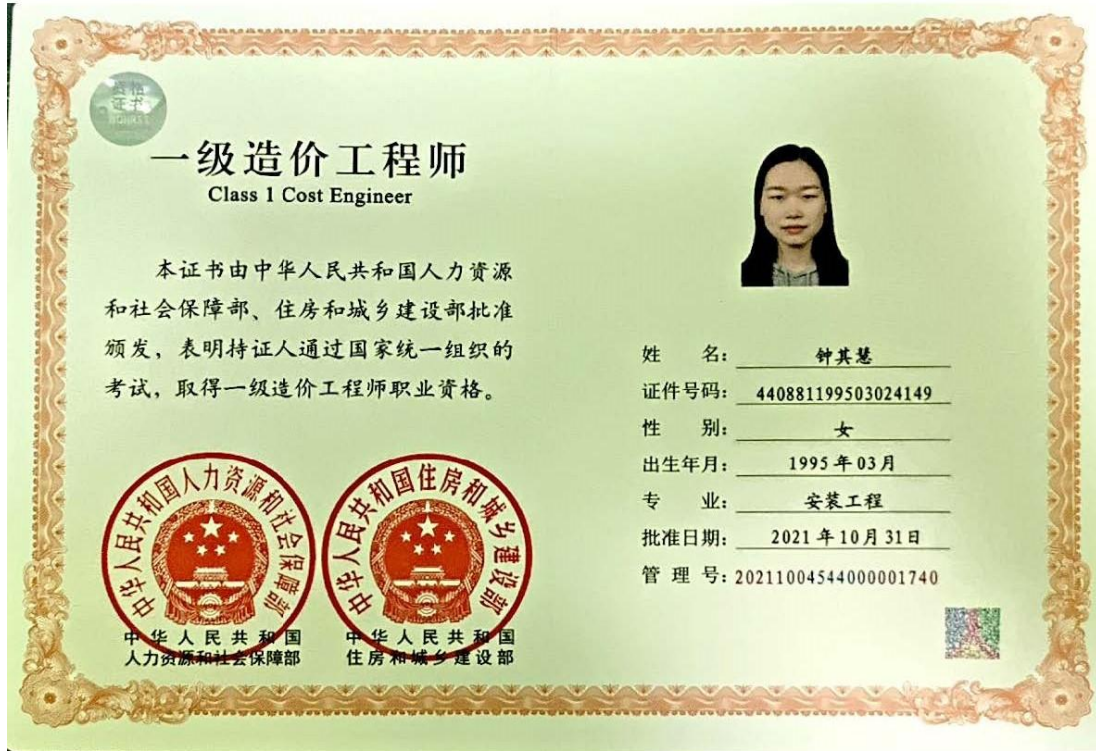 资格
证书
一级造价工程师
Class 1 Cost Engineer
本证书由中华人民共和国人力资源
和社会保障部、住房和城乡建设部批准
颁发，表明持证人通过国家统一组织的
考试，取得一级造价工程师职业资格。
中华人民共和国人力资源和社会保障部
中华人民共和国住房和城乡建设部
中华人民共和国
人力资源和社会保障部
中华人民共和国
住房和城乡建设部
姓 名： 钟其慧
证件号码： 440881199503024149
性 别： 女
出生年月： 1995年03月
专 业： 安装工程
批准日期： 2021年10月31日
管 理 号：20211004544000001740